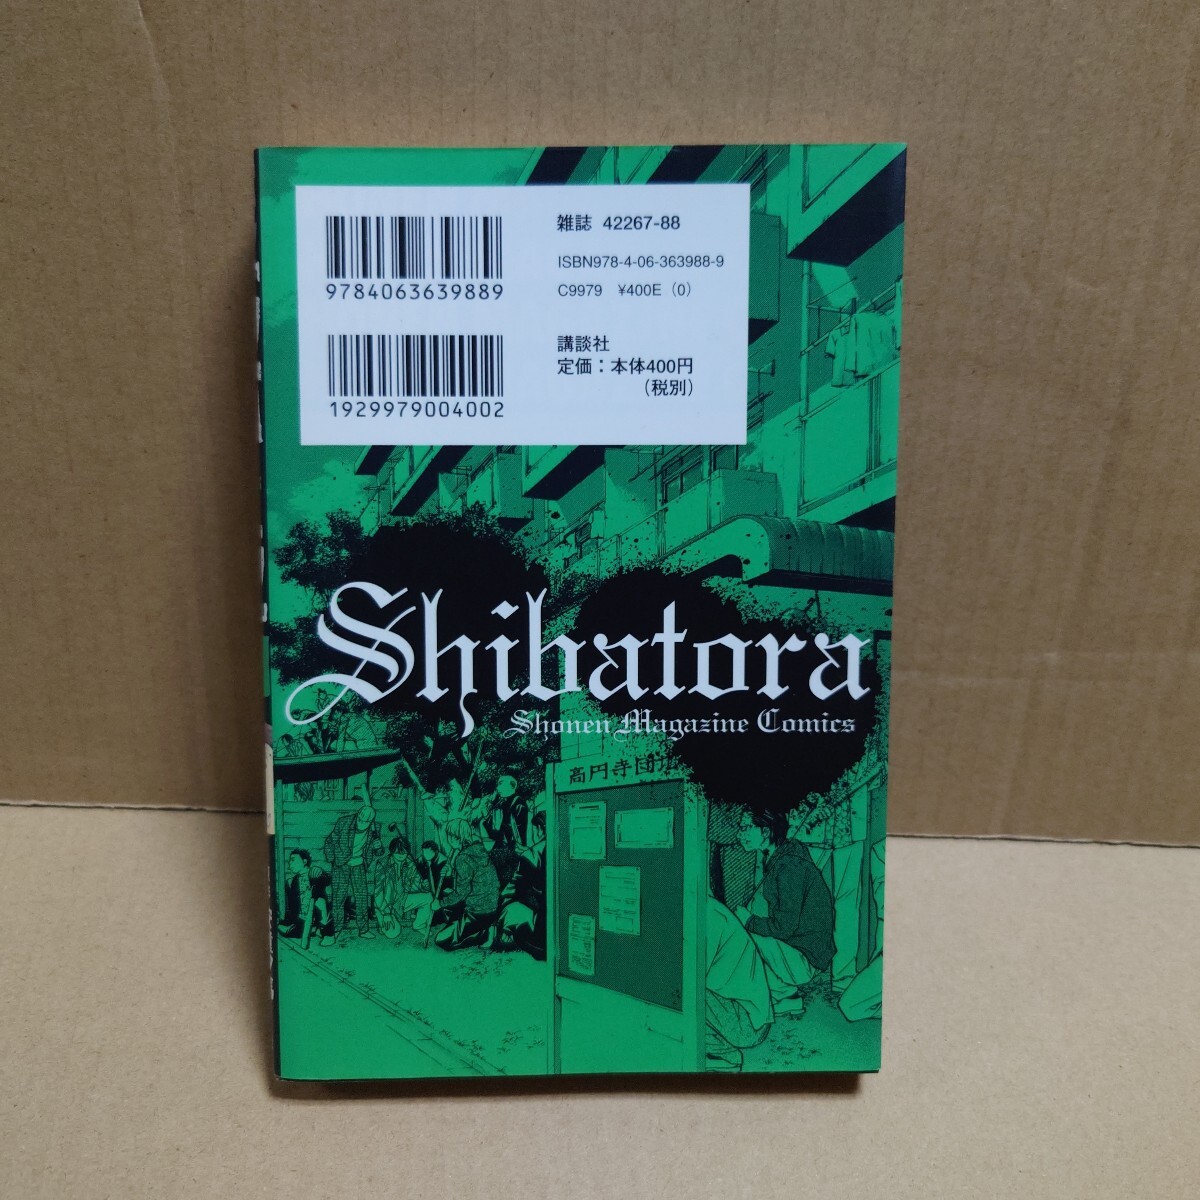 9784063639889
1929979004002
雑誌 42267-88
ISBN978-4-06-363988-9
C9979 ¥400E (0)
講談社
定価：本体400円
(税別)
Shibatora
Shonen Magazine Comics
高円寺団地